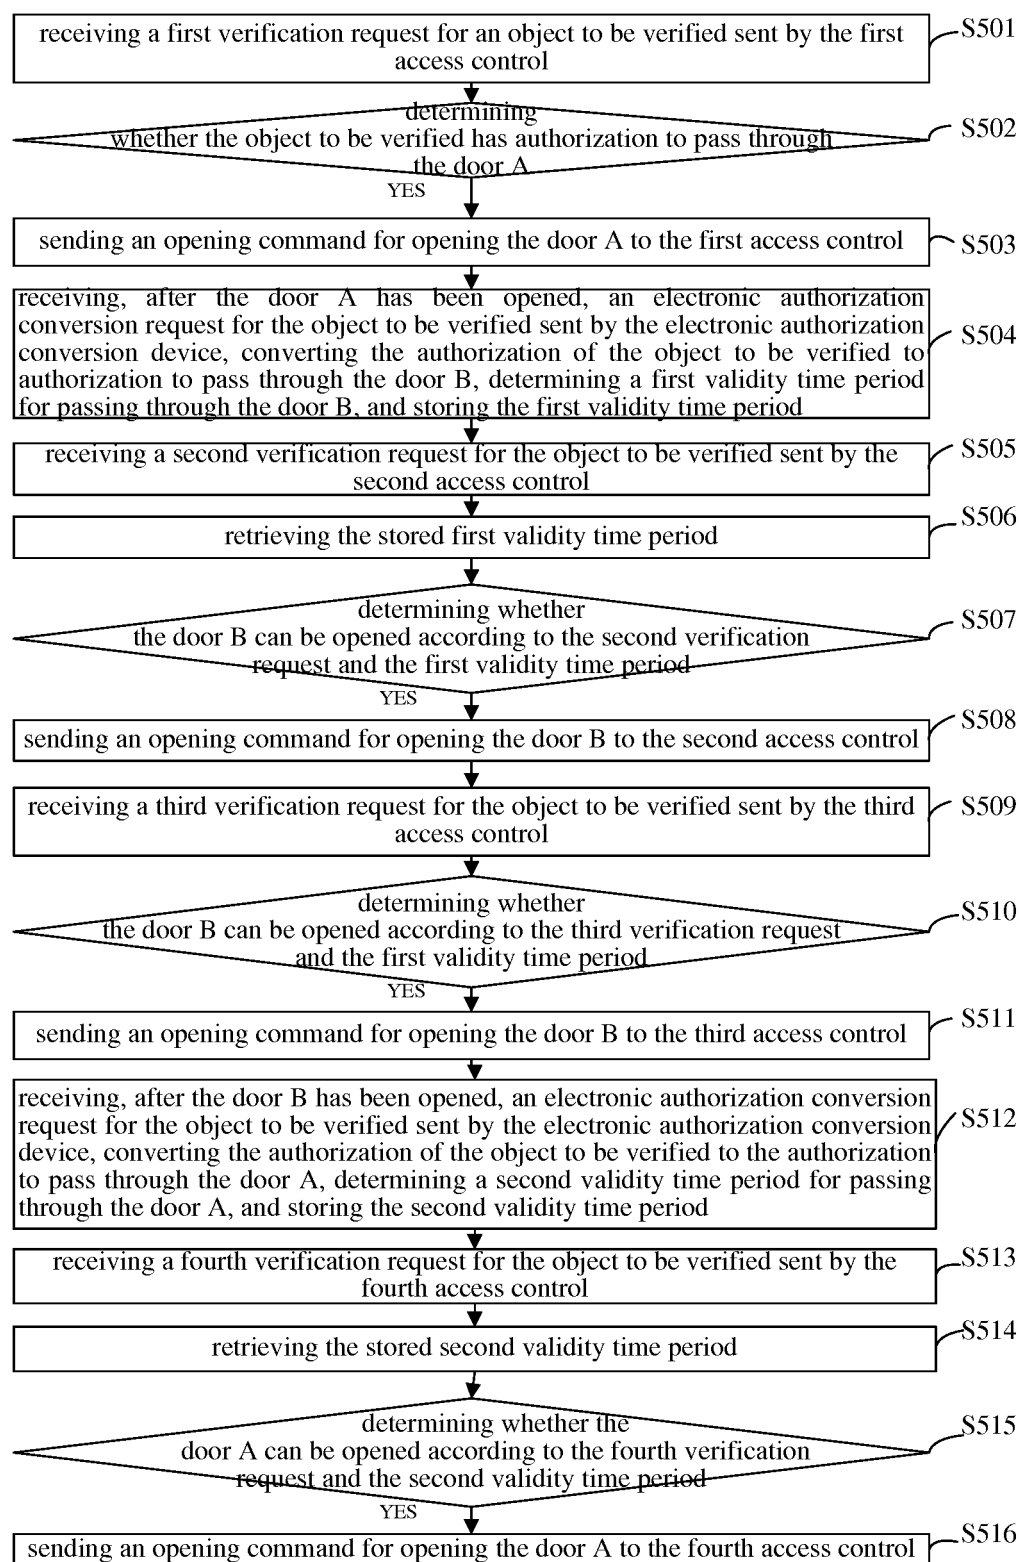 receiving a first verification request for an object to be verified sent by the first
access control
S501
determining
whether the object to be verified has authorization to pass through
the door A
S502
YES
sending an opening command for opening the door A to the first access control
S503
receiving, after the door A has been opened, an electronic authorization
conversion request for the object to be verified sent by the electronic authorization
conversion device, converting the authorization of the object to be verified to
authorization to pass through the door B, determining a first validity time period
for passing through the door B, and storing the first validity time period
S504
receiving a second verification request for the object to be verified sent by the
second access control
S505
retrieving the stored first validity time period
S506
determining whether
the door B can be opened according to the second verification
request and the first validity time period
S507
YES
sending an opening command for opening the door B to the second access control
S508
receiving a third verification request for the object to be verified sent by the third
access control
S509
determining whether
the door B can be opened according to the third verification request
and the first validity time period
S510
YES
sending an opening command for opening the door B to the third access control
S511
receiving, after the door B has been opened, an electronic authorization conversion
request for the object to be verified sent by the electronic authorization conversion
device, converting the authorization of the object to be verified to the authorization
to pass through the door A, determining a second validity time period for passing
through the door A, and storing the second validity time period
S512
receiving a fourth verification request for the object to be verified sent by the
fourth access control
S513
retrieving the stored second validity time period
S514
determining whether the
door A can be opened according to the fourth verification
request and the second validity time period
S515
YES
sending an opening command for opening the door A to the fourth access control
S516